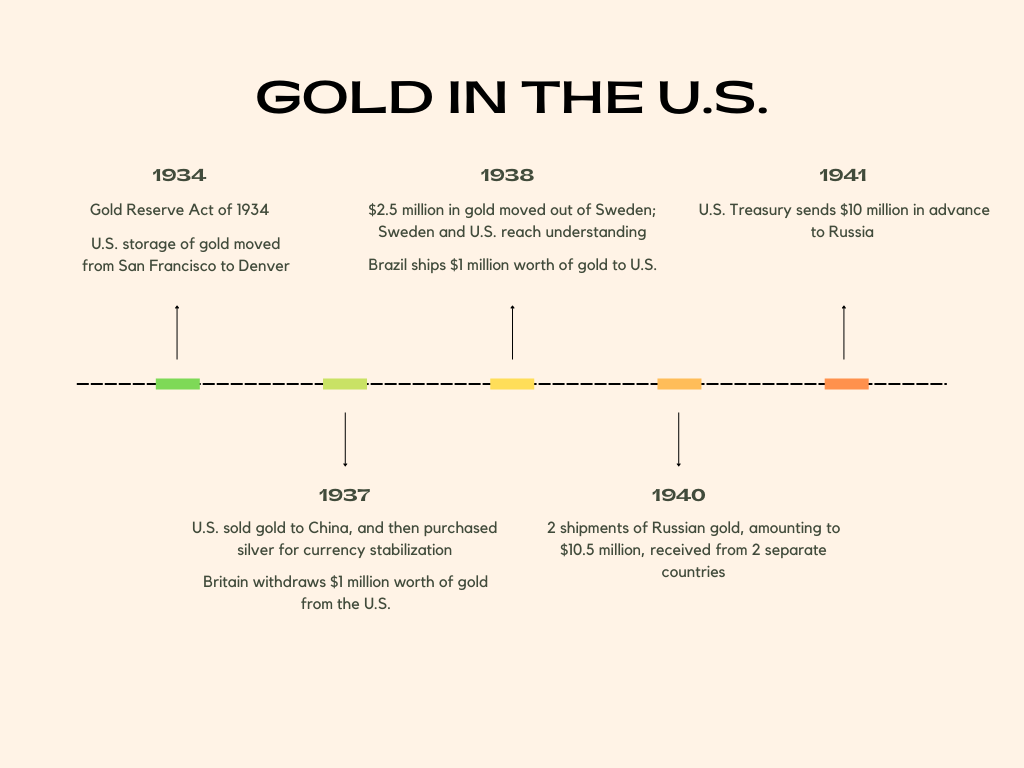 GOLD IN THE U.S.
1934
Gold Reserve Act of 1934
U.S. storage of gold moved
from San Francisco to Denver
1938
$2.5 million in gold moved out of Sweden;
Sweden and U.S. reach understanding
Brazil ships $1 million worth of gold to U.S.
1941
U.S. Treasury sends $10 million in advance
to Russia
1937
U.S. sold gold to China, and then purchased
silver for currency stabilization
Britain withdraws $1 million worth of gold
from the U.S.
1940
2 shipments of Russian gold, amounting to
$10.5 million, received from 2 separate
countries